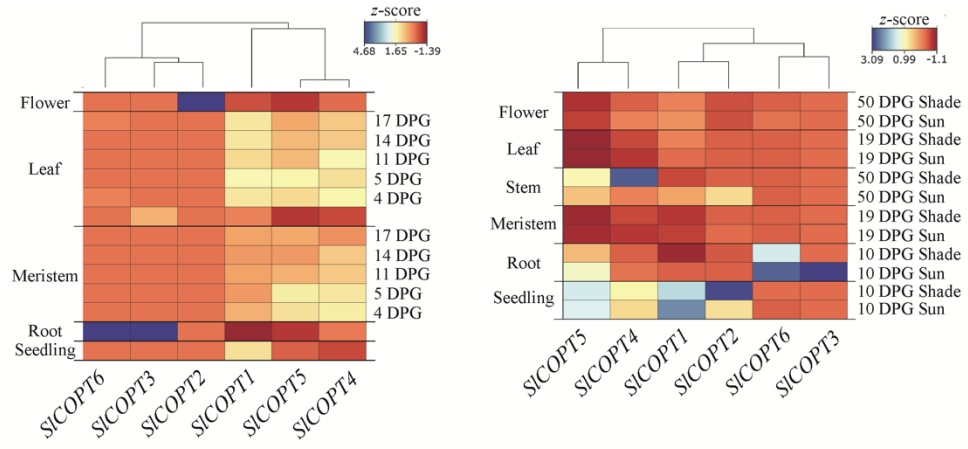 z-score
4.68 1.65 -1.39
Flower
Leaf
Meristem
Root
Seedling
17 DPG
14 DPG
11 DPG
5 DPG
4 DPG
17 DPG
14 DPG
11 DPG
5 DPG
4 DPG
SlCOPT6
SlCOPT3
SlCOPT2
SlCOPT1
SlCOPT5
SlCOPT4
z-score
3.09 0.99 -1.1
Flower
Leaf
Stem
Meristem
Root
Seedling
50 DPG Shade
50 DPG Sun
19 DPG Shade
19 DPG Sun
50 DPG Shade
50 DPG Sun
19 DPG Shade
19 DPG Sun
10 DPG Shade
10 DPG Sun
10 DPG Shade
10 DPG Sun
SlCOPT5
SlCOPT4
SlCOPT1
SlCOPT2
SlCOPT6
SlCOPT3